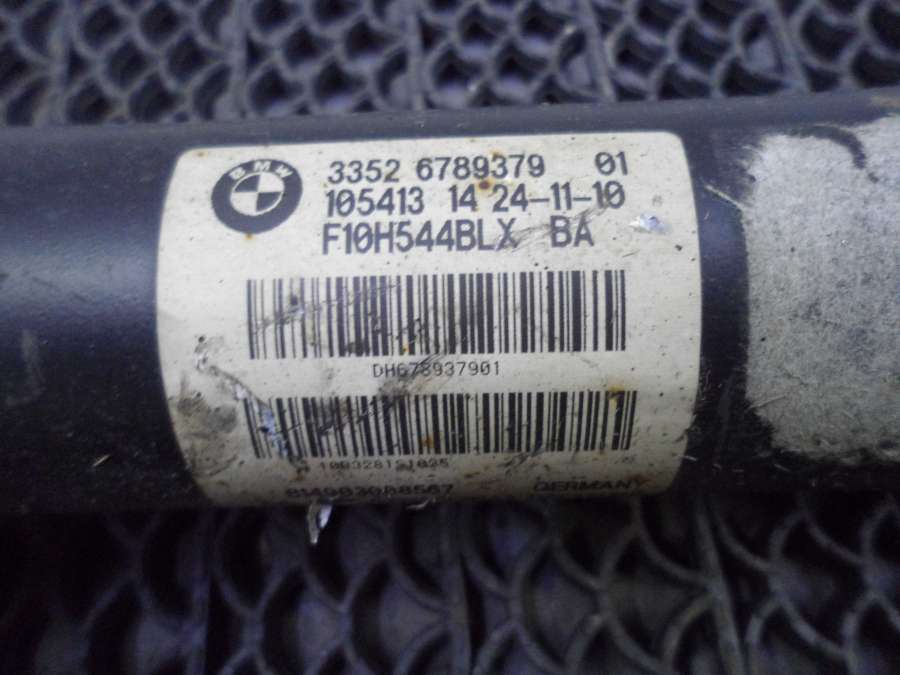 BMW
3352 6789379 01
105413 14 24-11-10
F10H544BLX BA
DH678937901
GERMANY